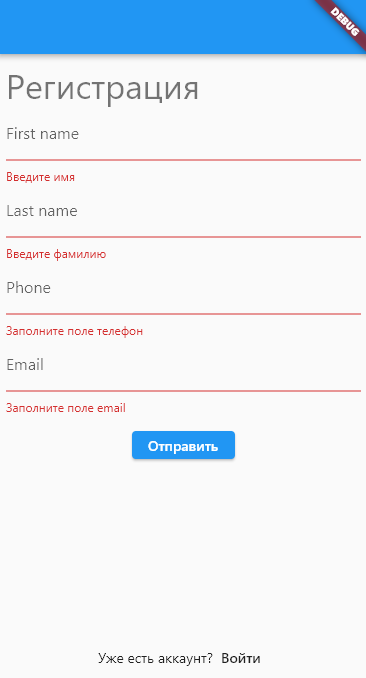 DEBUG
Регистрация
First name
Введите имя
Last name
Введите фамилию
Phone
Заполните поле телефон
Email
Заполните поле email
Отправить
Уже есть аккаунт? Войти